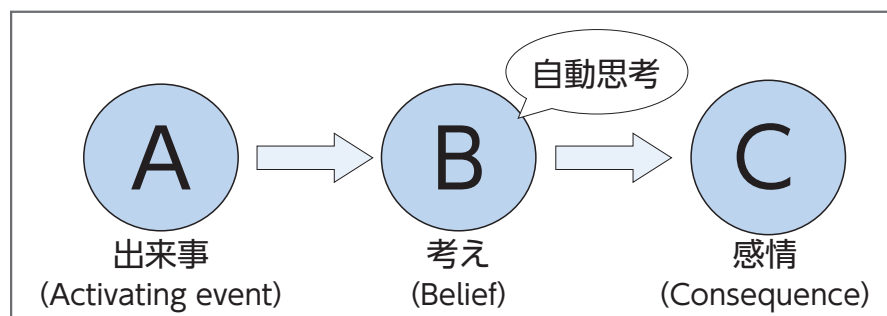 自動思考
A
B
C
出来事
考え
感情
(Activating event)
(Belief)
(Consequence)